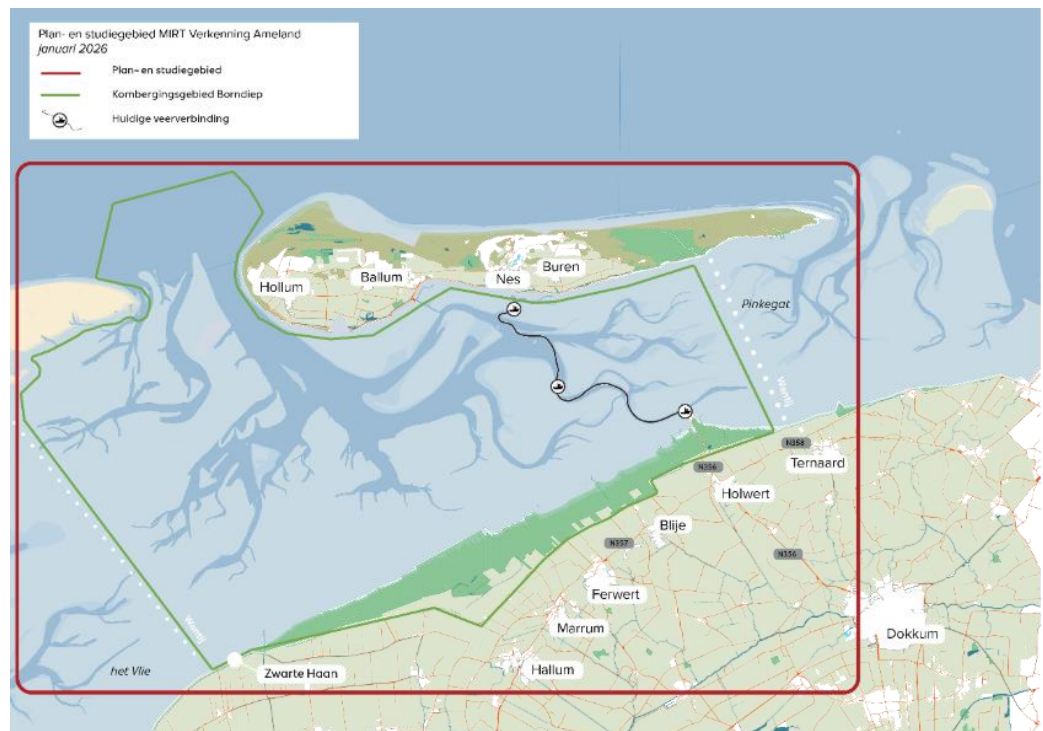 Plan- en studiegebied MIRT Verkenning Ameland
januari 2026
Plan- en studiegebied
Kombergingsgebied Borndiep
Huidige veerverbinding
Hollum
Ballum
Nes
Buren
Pinkegat
Wantij
N358
Ternaard
N356
Holwert
Blije
N357
N356
Ferwert
Marrum
Dokkum
Hallum
Wantij
het Vlie
Zwarte Haan